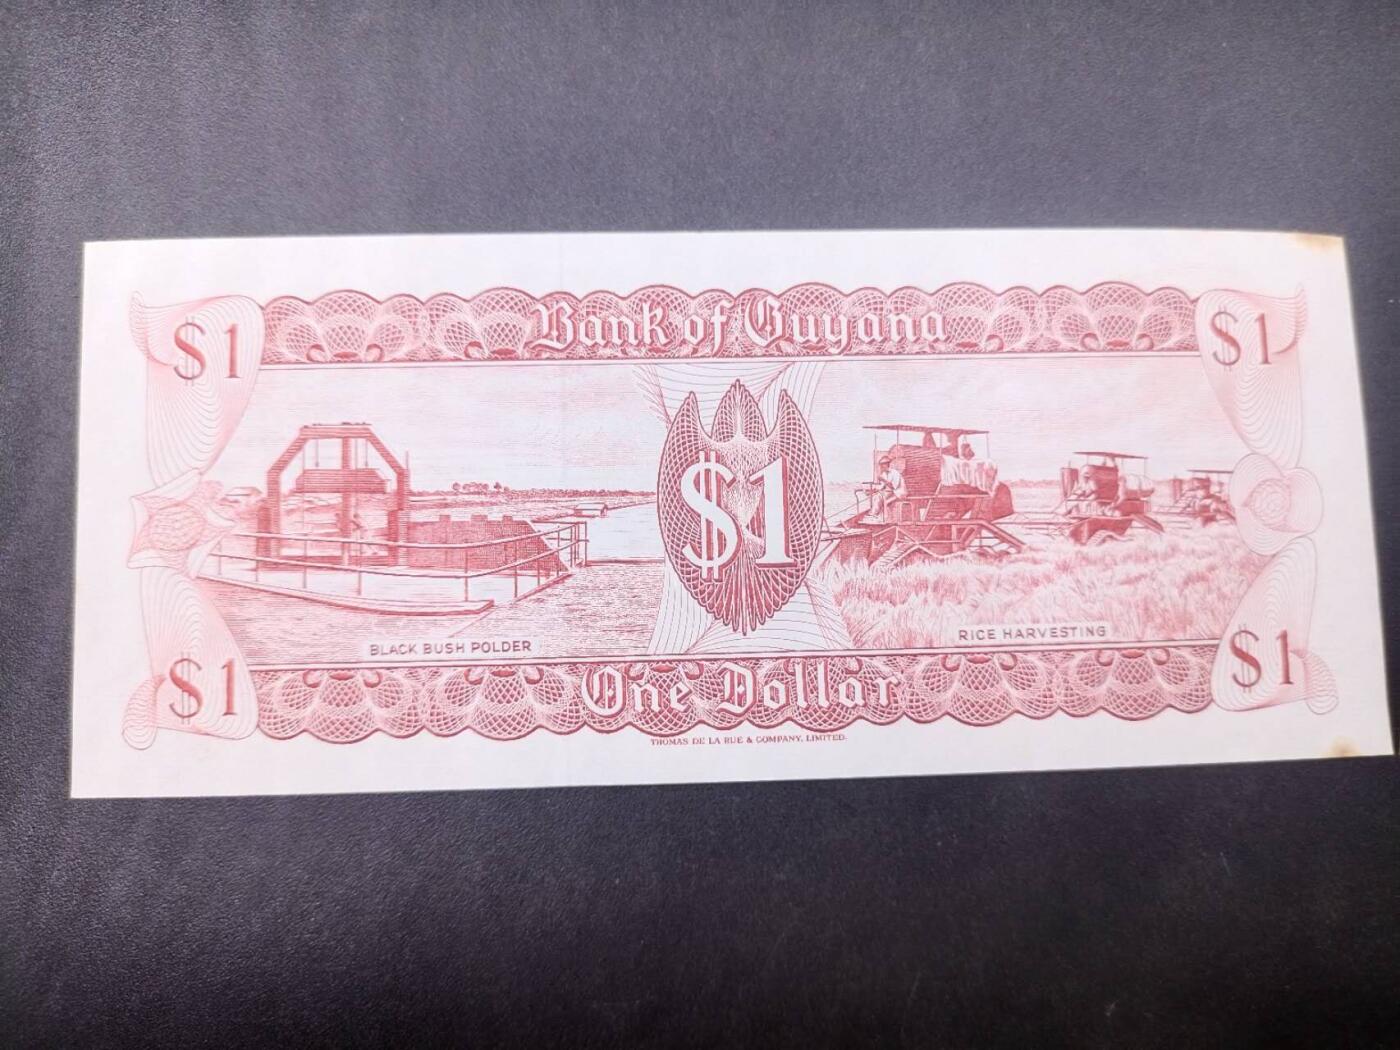 Bank of Guyana
$1
$1
$1
BLACK BUSH POLDER
RICE HARVESTING
$1
$1
One Dollar
THOMAS DE LA RUE & COMPANY, LIMITED.